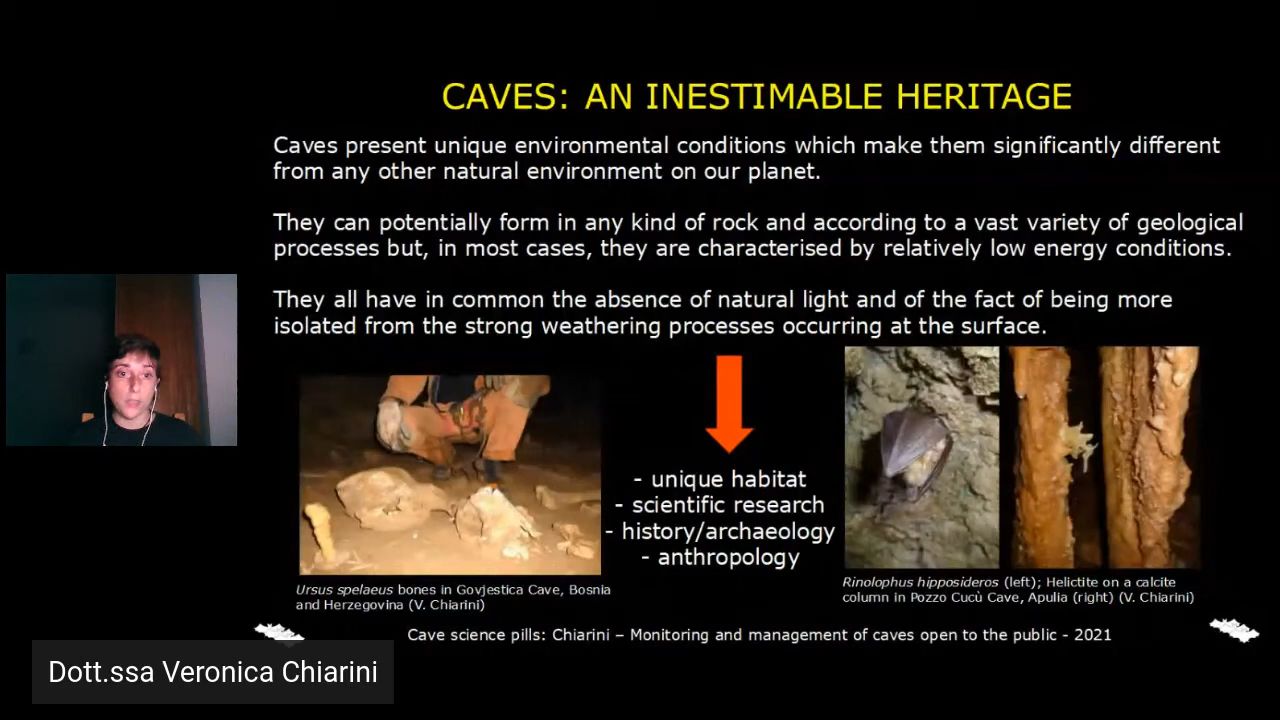 CAVES: AN INESTIMABLE HERITAGE
Caves present unique environmental conditions which make them significantly different
from any other natural environment on our planet.
They can potentially form in any kind of rock and according to a vast variety of geological
processes but, in most cases, they are characterised by relatively low energy conditions.
They all have in common the absence of natural light and of the fact of being more
isolated from the strong weathering processes occurring at the surface.
- unique habitat
- scientific research
- history/archaeology
- anthropology
Ursus spelaeus bones in Govjestica Cave, Bosnia
and Herzegovina (V. Chiarini)
Rinolophus hipposideros (left); Helictite on a calcite
column in Pozzo Cucù Cave, Apulia (right) (V. Chiarini)
Cave science pills: Chiarini – Monitoring and management of caves open to the public - 2021
Dott.ssa Veronica Chiarini